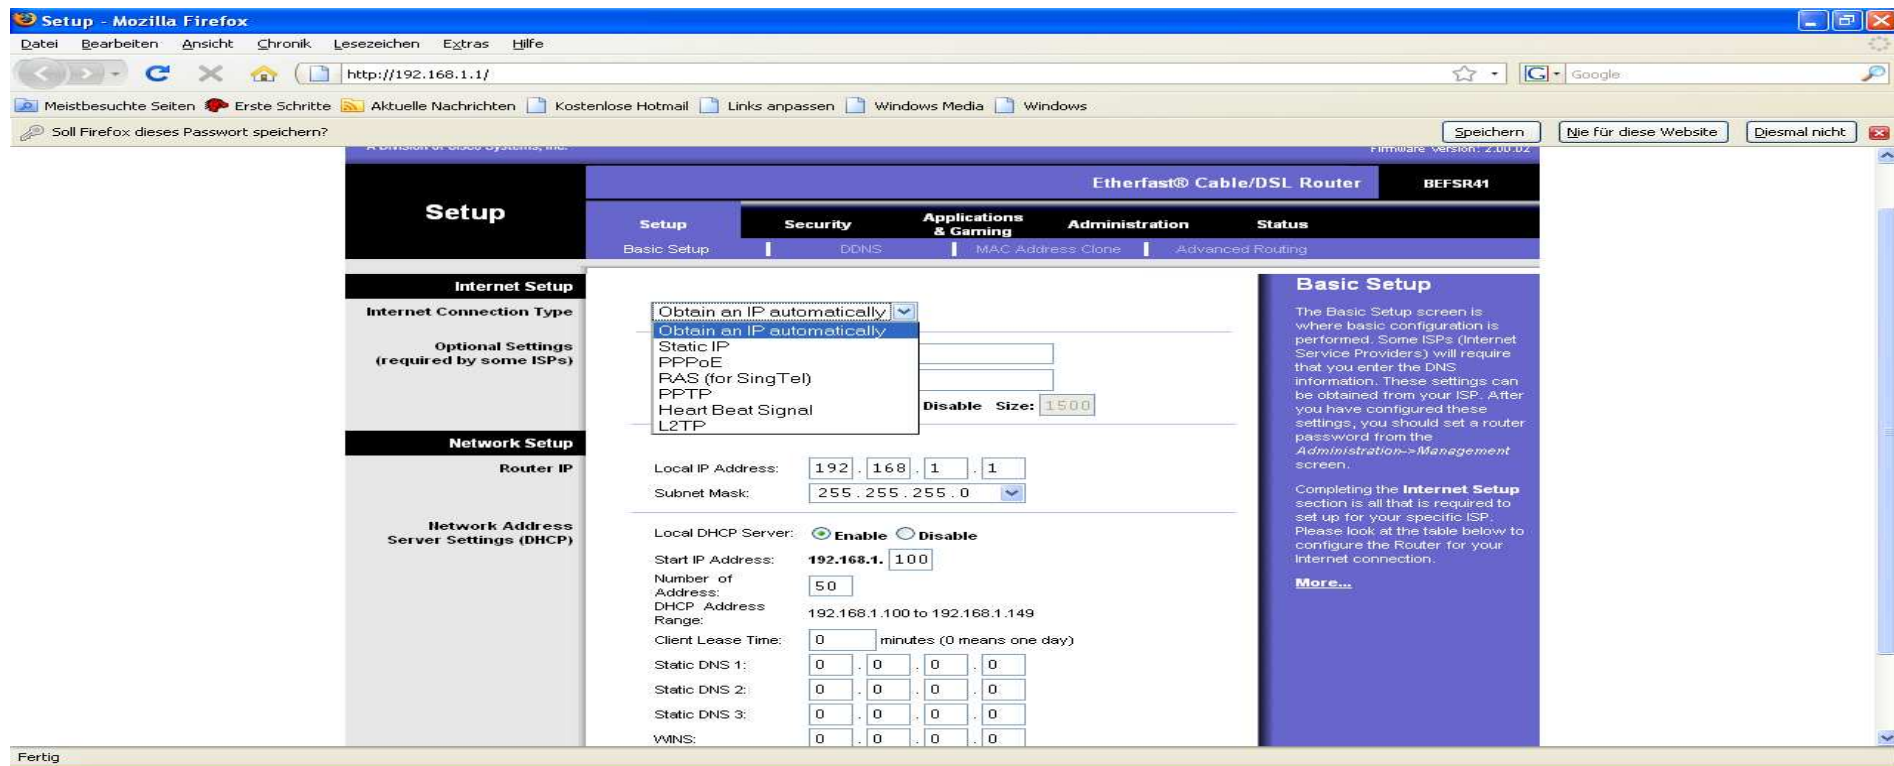 Setup - Mozilla Firefox
Datei Bearbeiten Ansicht Chronik Lesezeichen Extras Hilfe
http://192.168.1.1/
Google
Meistbesuchte Seiten Erste Schritte Aktuelle Nachrichten Kostenlose Hotmail Links anpassen Windows Media Windows
Soll Firefox dieses Passwort speichern? Speichern Nie für diese Website Diesmal nicht
A Division of Cisco Systems, Inc. Firmware Version: 2.00.02
Etherfast® Cable/DSL Router BEFSR41
Setup
Setup Security Applications & Gaming Administration Status
Basic Setup DDNS MAC Address Clone Advanced Routing
Internet Setup
Internet Connection Type
Obtain an IP automatically
Obtain an IP automatically
Static IP
PPPoE
RAS (for SingTel)
PPTP
Heart Beat Signal
L2TP
Optional Settings
(required by some ISPs)
Disable Size: 1500
Network Setup
Router IP
Local IP Address: 192 . 168 . 1 . 1
Subnet Mask: 255.255.255.0
Network Address
Server Settings (DHCP)
Local DHCP Server: Enable Disable
Start IP Address: 192.168.1. 100
Number of
Address: 50
DHCP Address
Range: 192.168.1.100 to 192.168.1.149
Client Lease Time: 0 minutes (0 means one day)
Static DNS 1: 0 . 0 . 0 . 0
Static DNS 2: 0 . 0 . 0 . 0
Static DNS 3: 0 . 0 . 0 . 0
WINS: 0 . 0 . 0 . 0
Basic Setup
The Basic Setup screen is
where basic configuration is
performed. Some ISPs (Internet
Service Providers) will require
that you enter the DNS
information. These settings can
be obtained from your ISP. After
you have configured these
settings, you should set a router
password from the
Administration->Management
screen.
Completing the Internet Setup
section is all that is required to
set up for your specific ISP.
Please look at the table below to
configure the Router for your
Internet connection.
More...
Fertig